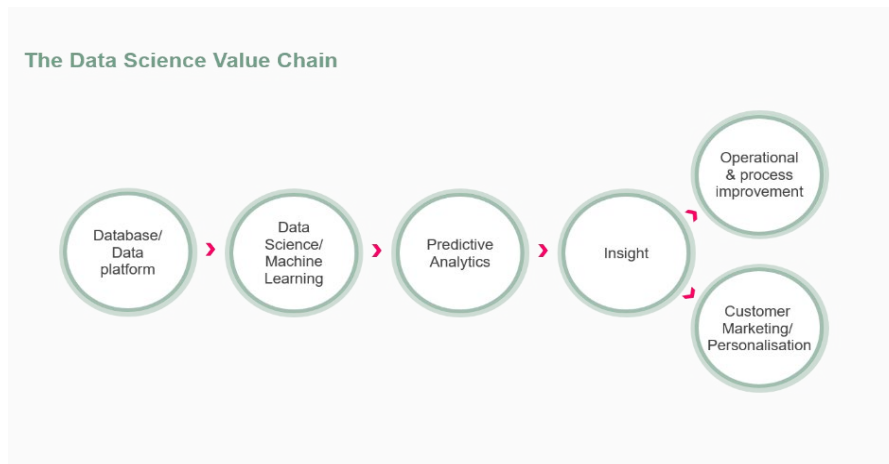 The Data Science Value Chain
Database/
Data
platform
Data
Science/
Machine
Learning
Predictive
Analytics
Insight
Operational
& process
improvement
Customer
Marketing/
Personalisation